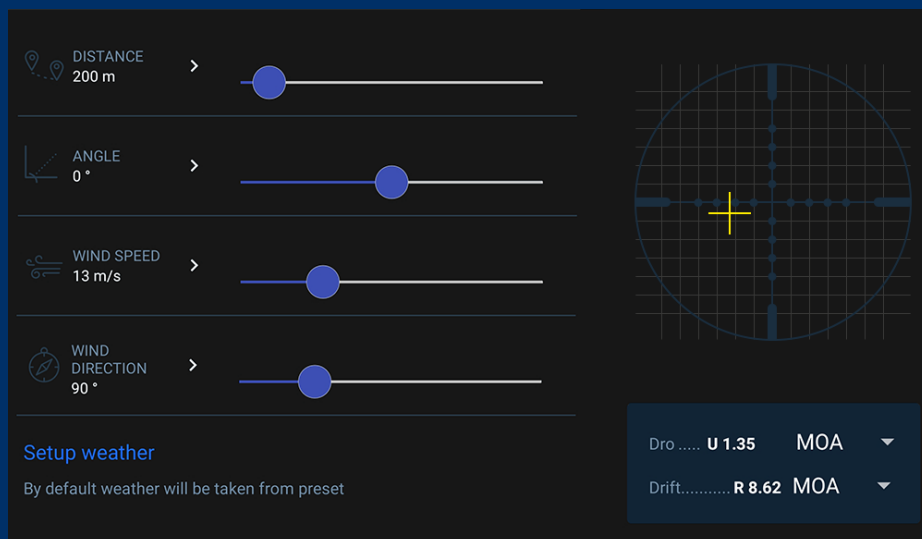 DISTANCE
200 m
ANGLE
0 °
WIND SPEED
13 m/s
WIND
DIRECTION
90 °
Setup weather
By default weather will be taken from preset
Dro ..... U 1.35 MOA
Drift........... R 8.62 MOA